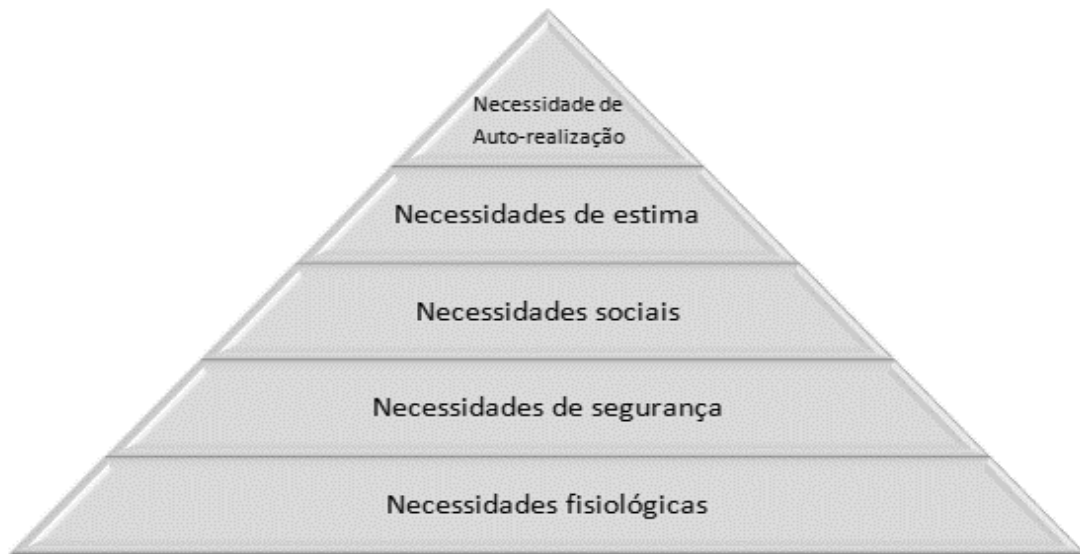 Necessidade de
Auto-realização
Necessidades de estima
Necessidades sociais
Necessidades de segurança
Necessidades fisiológicas